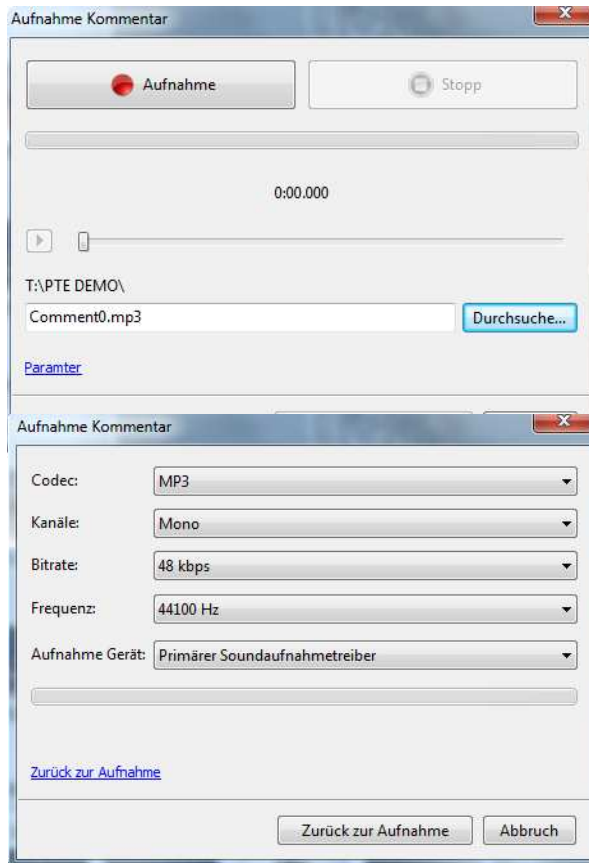 Aufnahme Kommentar
Aufnahme Stopp
0:00.000
T:\PTE DEMO\
Comment0.mp3 Durchsuche...
Paramter
Aufnahme Kommentar
Codec: MP3
Kanäle: Mono
Bitrate: 48 kbps
Frequenz: 44100 Hz
Aufnahme Gerät: Primärer Soundaufnahmetreiber
Zurück zur Aufnahme
Zurück zur Aufnahme Abbruch